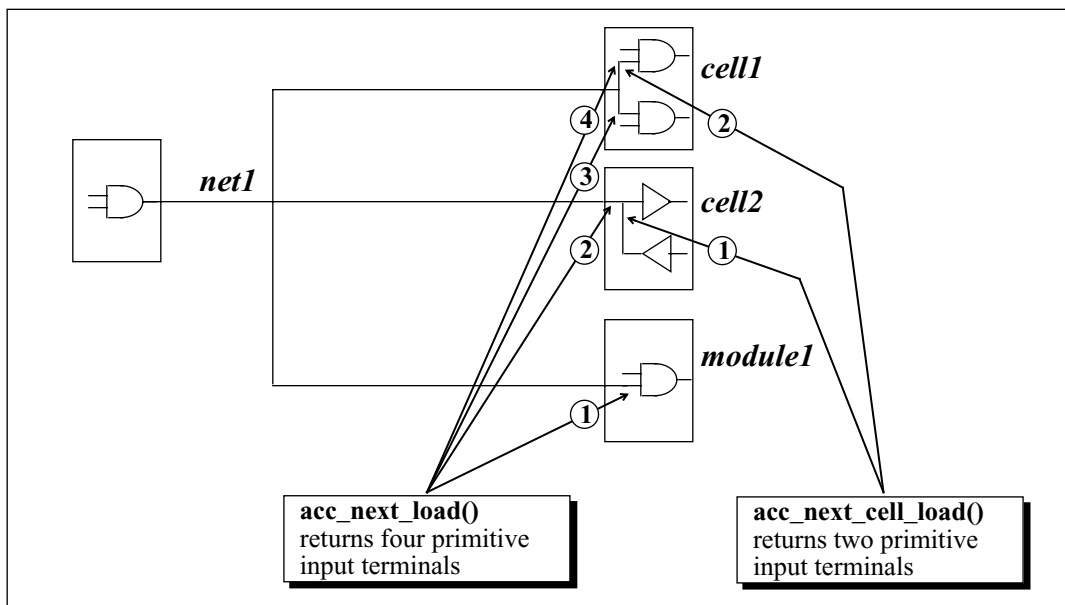 cell1
4
2
3
net1
cell2
2
1
module1
1
acc_next_load()
returns four primitive
input terminals
acc_next_cell_load()
returns two primitive
input terminals